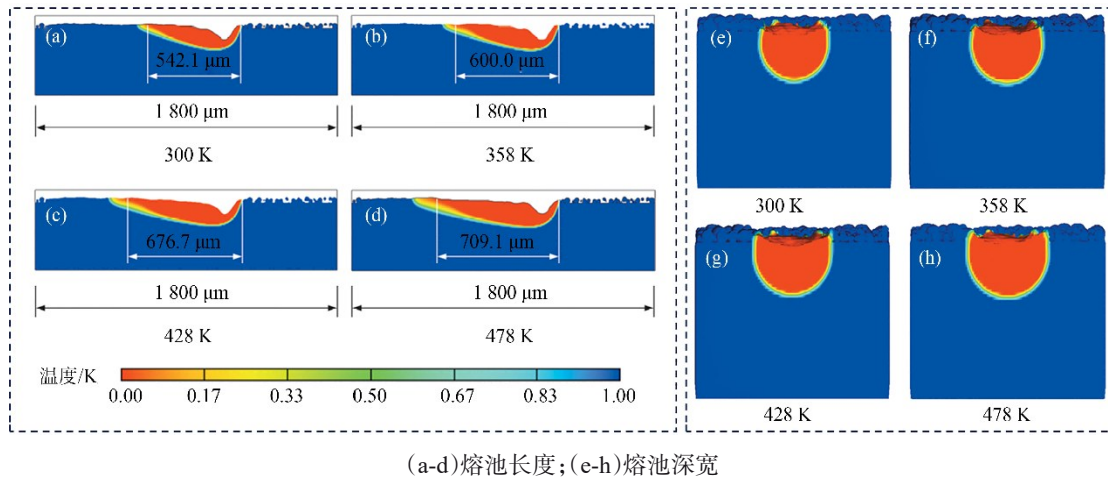 (a)
542.1 μm
1 800 μm
300 K
(b)
600.0 μm
1 800 μm
358 K
(c)
676.7 μm
1 800 μm
428 K
(d)
709.1 μm
1 800 μm
478 K
温度/K
0.00 0.17 0.33 0.50 0.67 0.83 1.00
(e)
300 K
(f)
358 K
(g)
428 K
(h)
478 K
(a-d)熔池长度;(e-h)熔池深宽